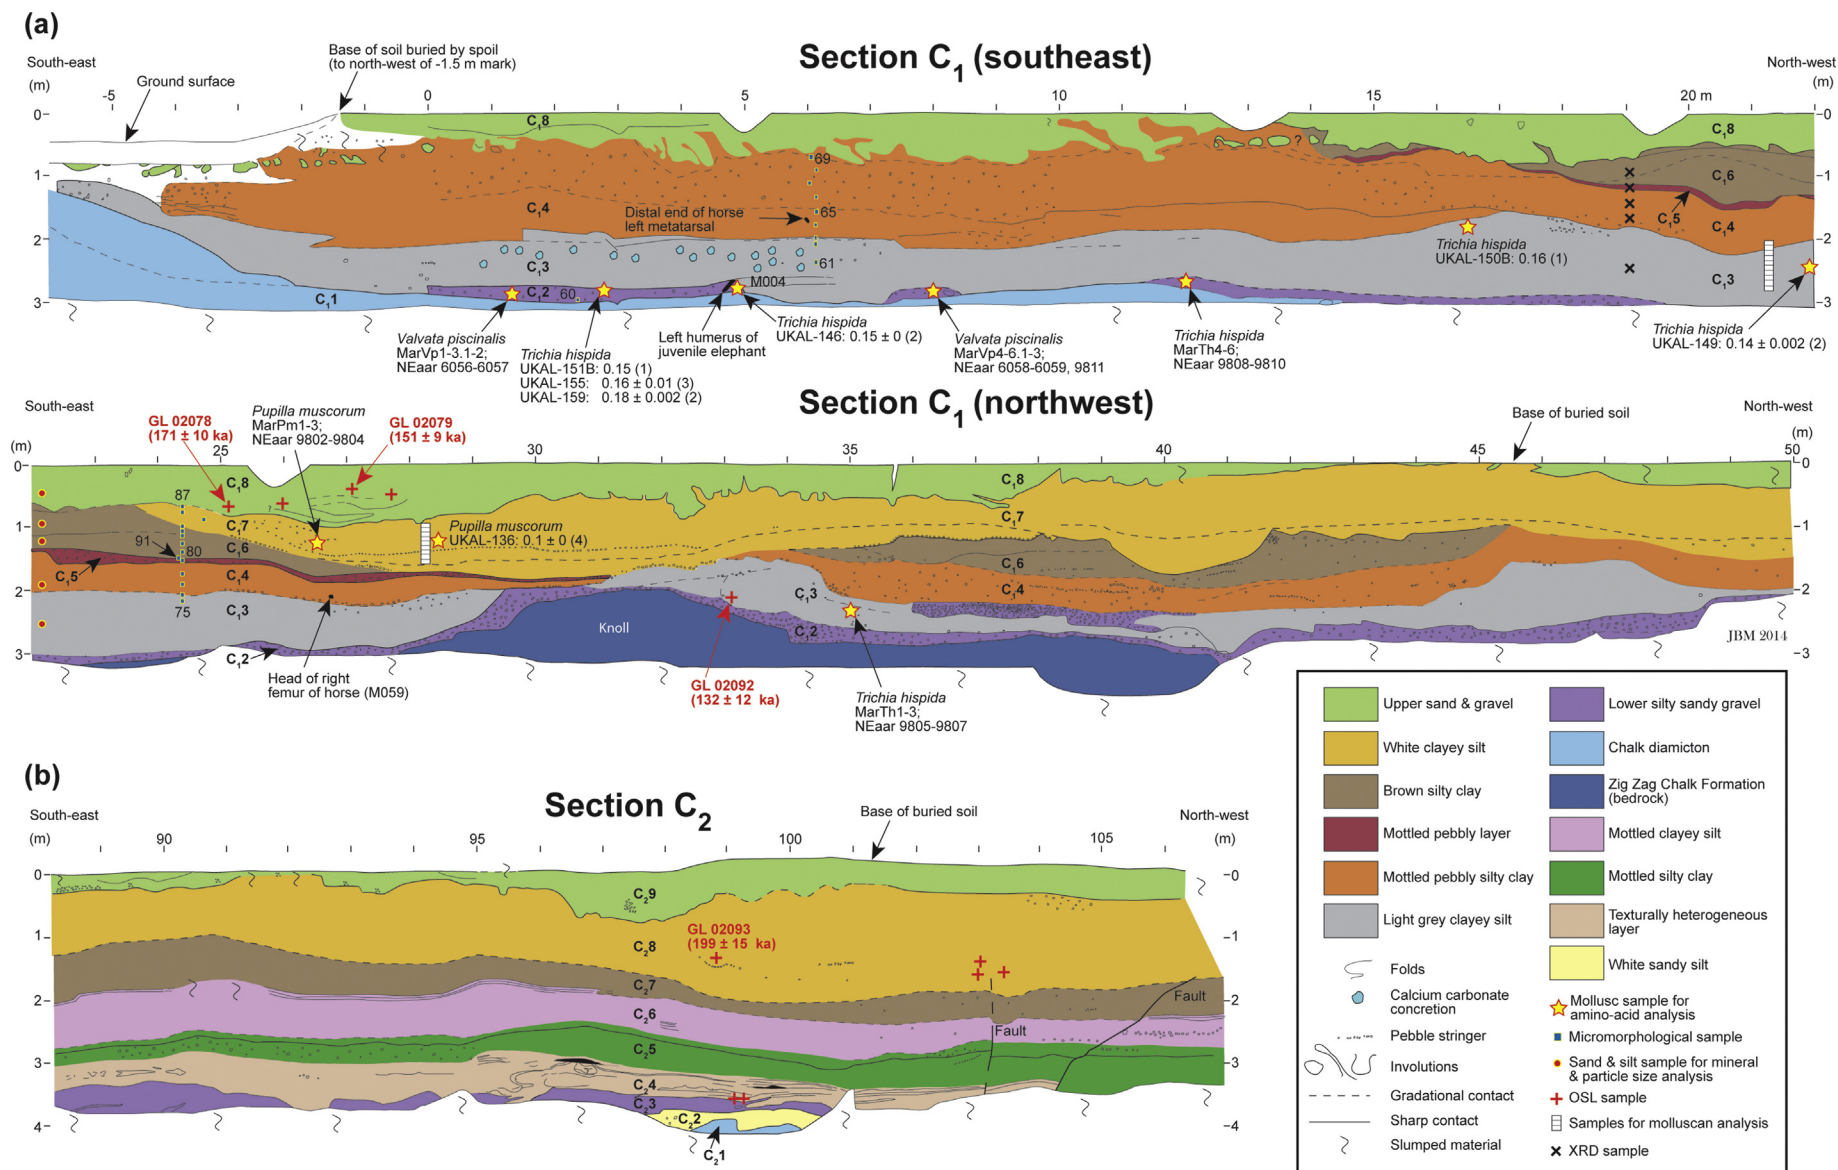 (a)
Section C1 (southeast)
South-east
(m)
North-west
(m)
Ground surface
Base of soil buried by spoil
(to north-west of -1.5 m mark)
-5
0
5
10
15
20 m
0
1
2
3
0
1
2
3
C18
C18
69
65
61
60
?
C16
C15
C14
C14
C13
C13
C12
C11
Distal end of horse
left metatarsal
M004
Trichia hispida
UKAL-150B: 0.16 (1)
Valvata piscinalis
MarVp1-3.1-2;
NEaar 6056-6057
Trichia hispida
UKAL-151B: 0.15 (1)
UKAL-155: 0.16 ± 0.01 (3)
UKAL-159: 0.18 ± 0.002 (2)
Left humerus of
juvenile elephant
Trichia hispida
UKAL-146: 0.15 ± 0 (2)
Valvata piscinalis
MarVp4-6.1-3;
NEaar 6058-6059, 9811
Trichia hispida
MarTh4-6;
NEaar 9808-9810
Trichia hispida
UKAL-149: 0.14 ± 0.002 (2)
Section C1 (northwest)
South-east
(m)
North-west
(m)
GL 02078
(171 ± 10 ka)
Pupilla muscorum
MarPm1-3;
NEaar 9802-9804
GL 02079
(151 ± 9 ka)
Base of buried soil
25
30
35
40
45
50
0
1
2
3
0
1
2
3
87
91
80
75
?
C18
C18
C17
C17
C16
C16
C15
C14
C14
C13
C13
C12
C12
Pupilla muscorum
UKAL-136: 0.1 ± 0 (4)
Knoll
Head of right
femur of horse (M059)
GL 02092
(132 ± 12 ka)
Trichia hispida
MarTh1-3;
NEaar 9805-9807
JBM 2014
(b)
Section C2
South-east
(m)
North-west
(m)
Base of buried soil
90
95
100
105
0
1
2
3
4
0
1
2
3
4
C29
C28
C27
C26
C25
C24
C23
C22
C21
GL 02093
(199 ± 15 ka)
Fault
Fault
Upper sand & gravel
White clayey silt
Brown silty clay
Mottled pebbly layer
Mottled pebbly silty clay
Light grey clayey silt
Folds
Calcium carbonate
concretion
Pebble stringer
Involutions
Gradational contact
Sharp contact
Slumped material
Lower silty sandy gravel
Chalk diamicton
Zig Zag Chalk Formation
(bedrock)
Mottled clayey silt
Mottled silty clay
Texturally heterogeneous
layer
White sandy silt
Mollusc sample for
amino-acid analysis
Micromorphological sample
Sand & silt sample for mineral
& particle size analysis
OSL sample
Samples for molluscan analysis
XRD sample